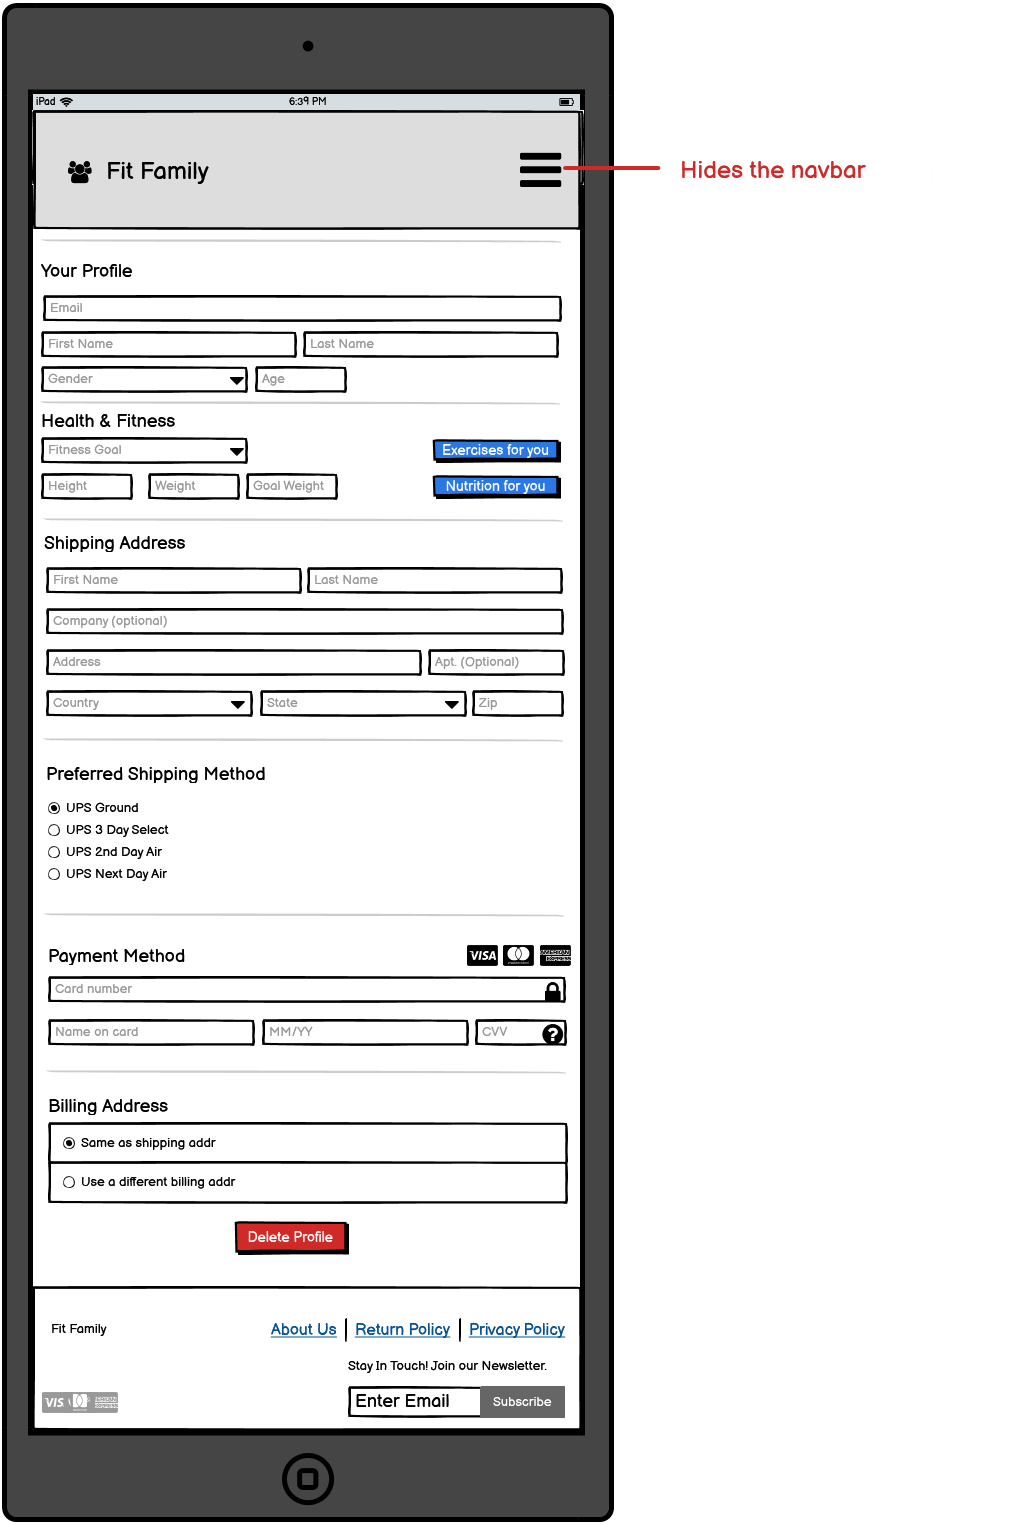 iPad 6:39 PM
Fit Family
Hides the navbar
Your Profile
Email
First Name Last Name
Gender Age
Health & Fitness
Fitness Goal Exercises for you
Height Weight Goal Weight Nutrition for you
Shipping Address
First Name Last Name
Company (optional)
Address Apt. (Optional)
Country State Zip
Preferred Shipping Method
UPS Ground
UPS 3 Day Select
UPS 2nd Day Air
UPS Next Day Air
Payment Method VISA AMERICAN EXPRESS
Card number
Name on card MM/YY CVV
Billing Address
Same as shipping addr
Use a different billing addr
Delete Profile
Fit Family About Us Return Policy Privacy Policy
Stay In Touch! Join our Newsletter.
Enter Email Subscribe